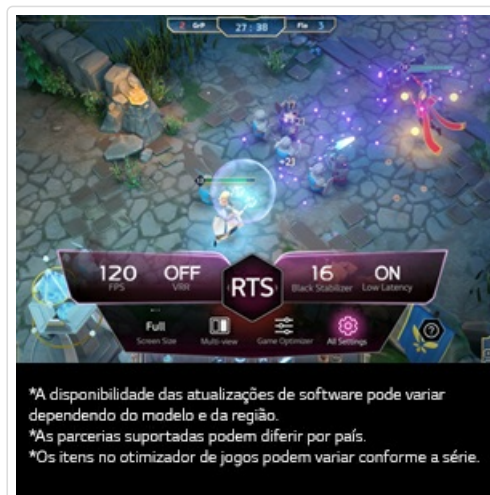 2 GrP 27:38 Fla 3
120 OFF RTS 16 ON
FPS VRR Black Stabilizer Low Latency
Full
Screen Size Multi-view Game Optimizer All Settings
*A disponibilidade das atualizações de software pode variar
dependendo do modelo e da região.
*As parcerias suportadas podem diferir por país.
*Os itens no otimizador de jogos podem variar conforme a série.